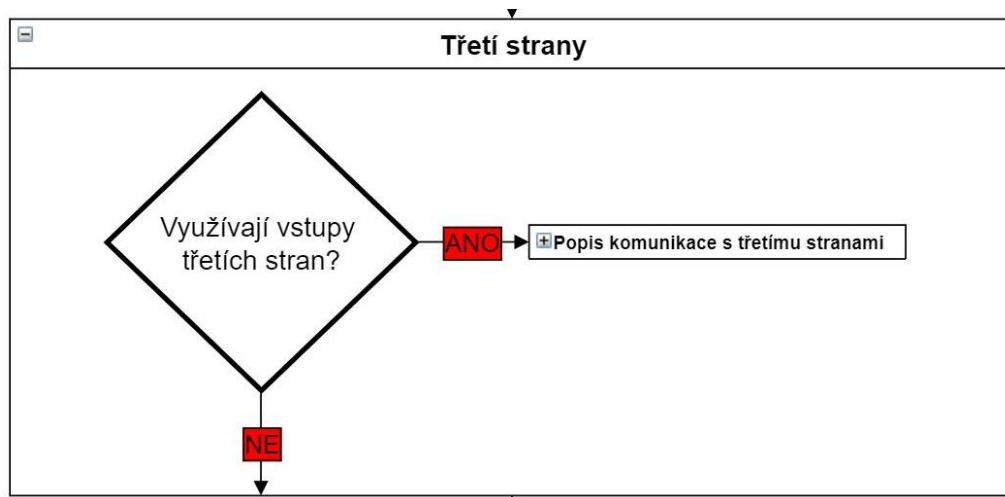 Třetí strany
Využívají vstupy
třetích stran?
ANO
Popis komunikace s třetímu stranami
NE